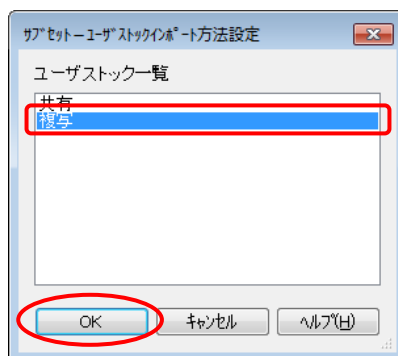 ｻﾌﾞｾｯﾄ－ﾕｰｻﾞｽﾄｯｸｲﾝﾎﾟｰﾄ方法設定
ユーザストック一覧
共有
複写
OK ｷｬﾝｾﾙ ﾍﾙﾌﾟ(H)